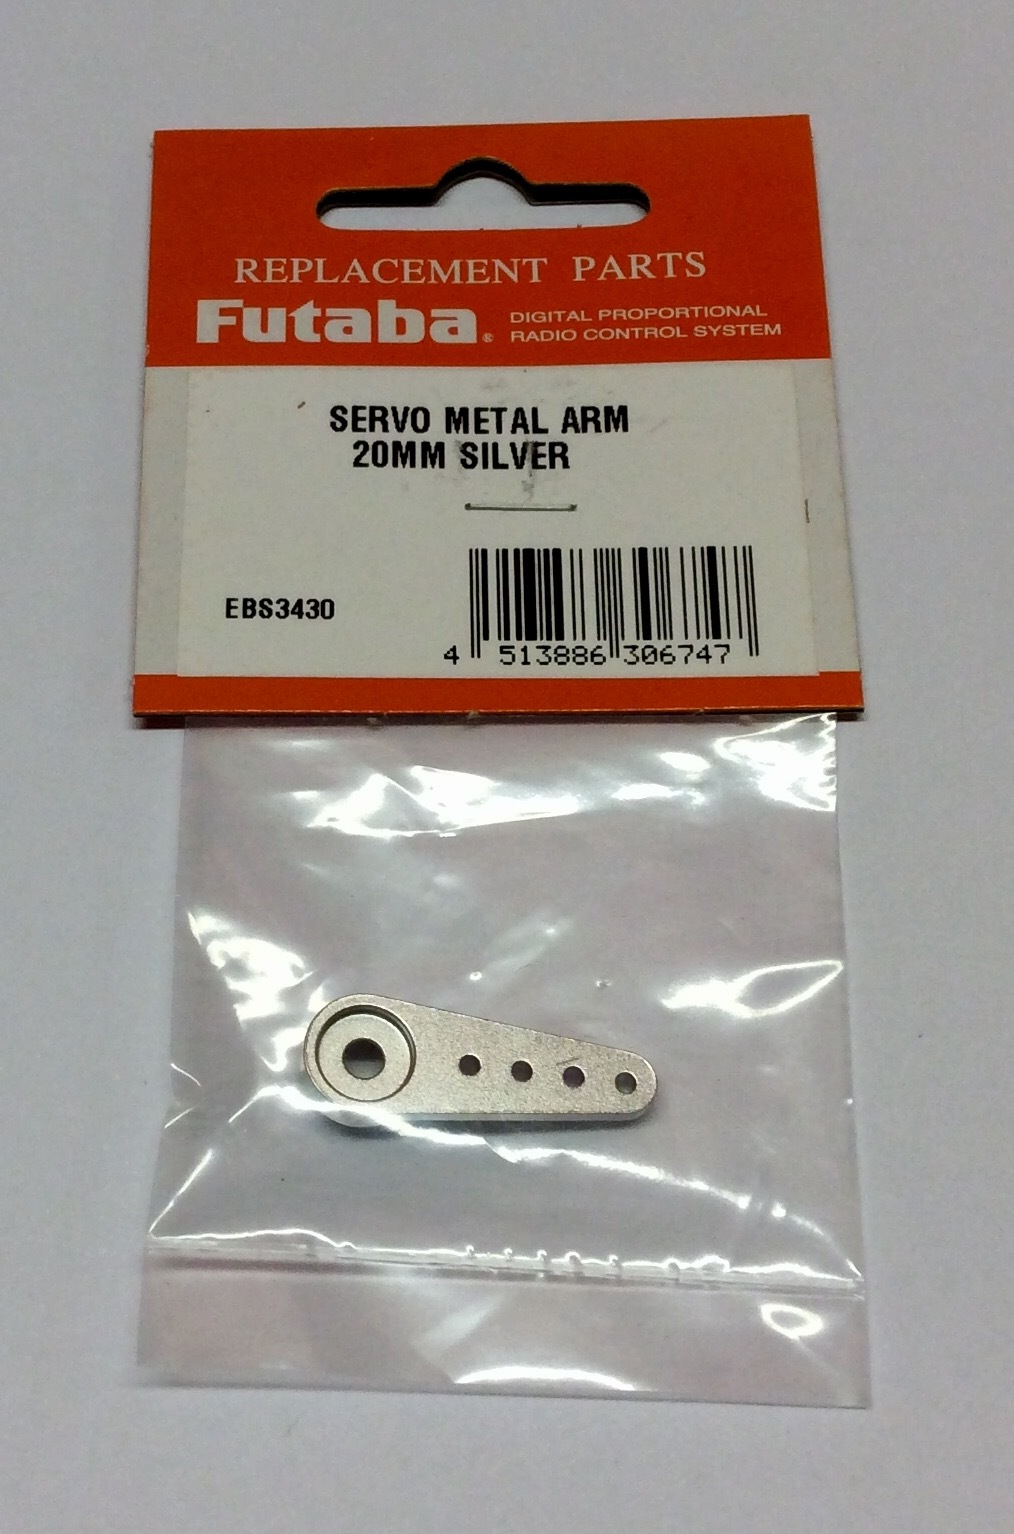 REPLACEMENT PARTS
Futaba® DIGITAL PROPORTIONAL
RADIO CONTROL SYSTEM
SERVO METAL ARM
20MM SILVER
EBS3430
4 513886 306747